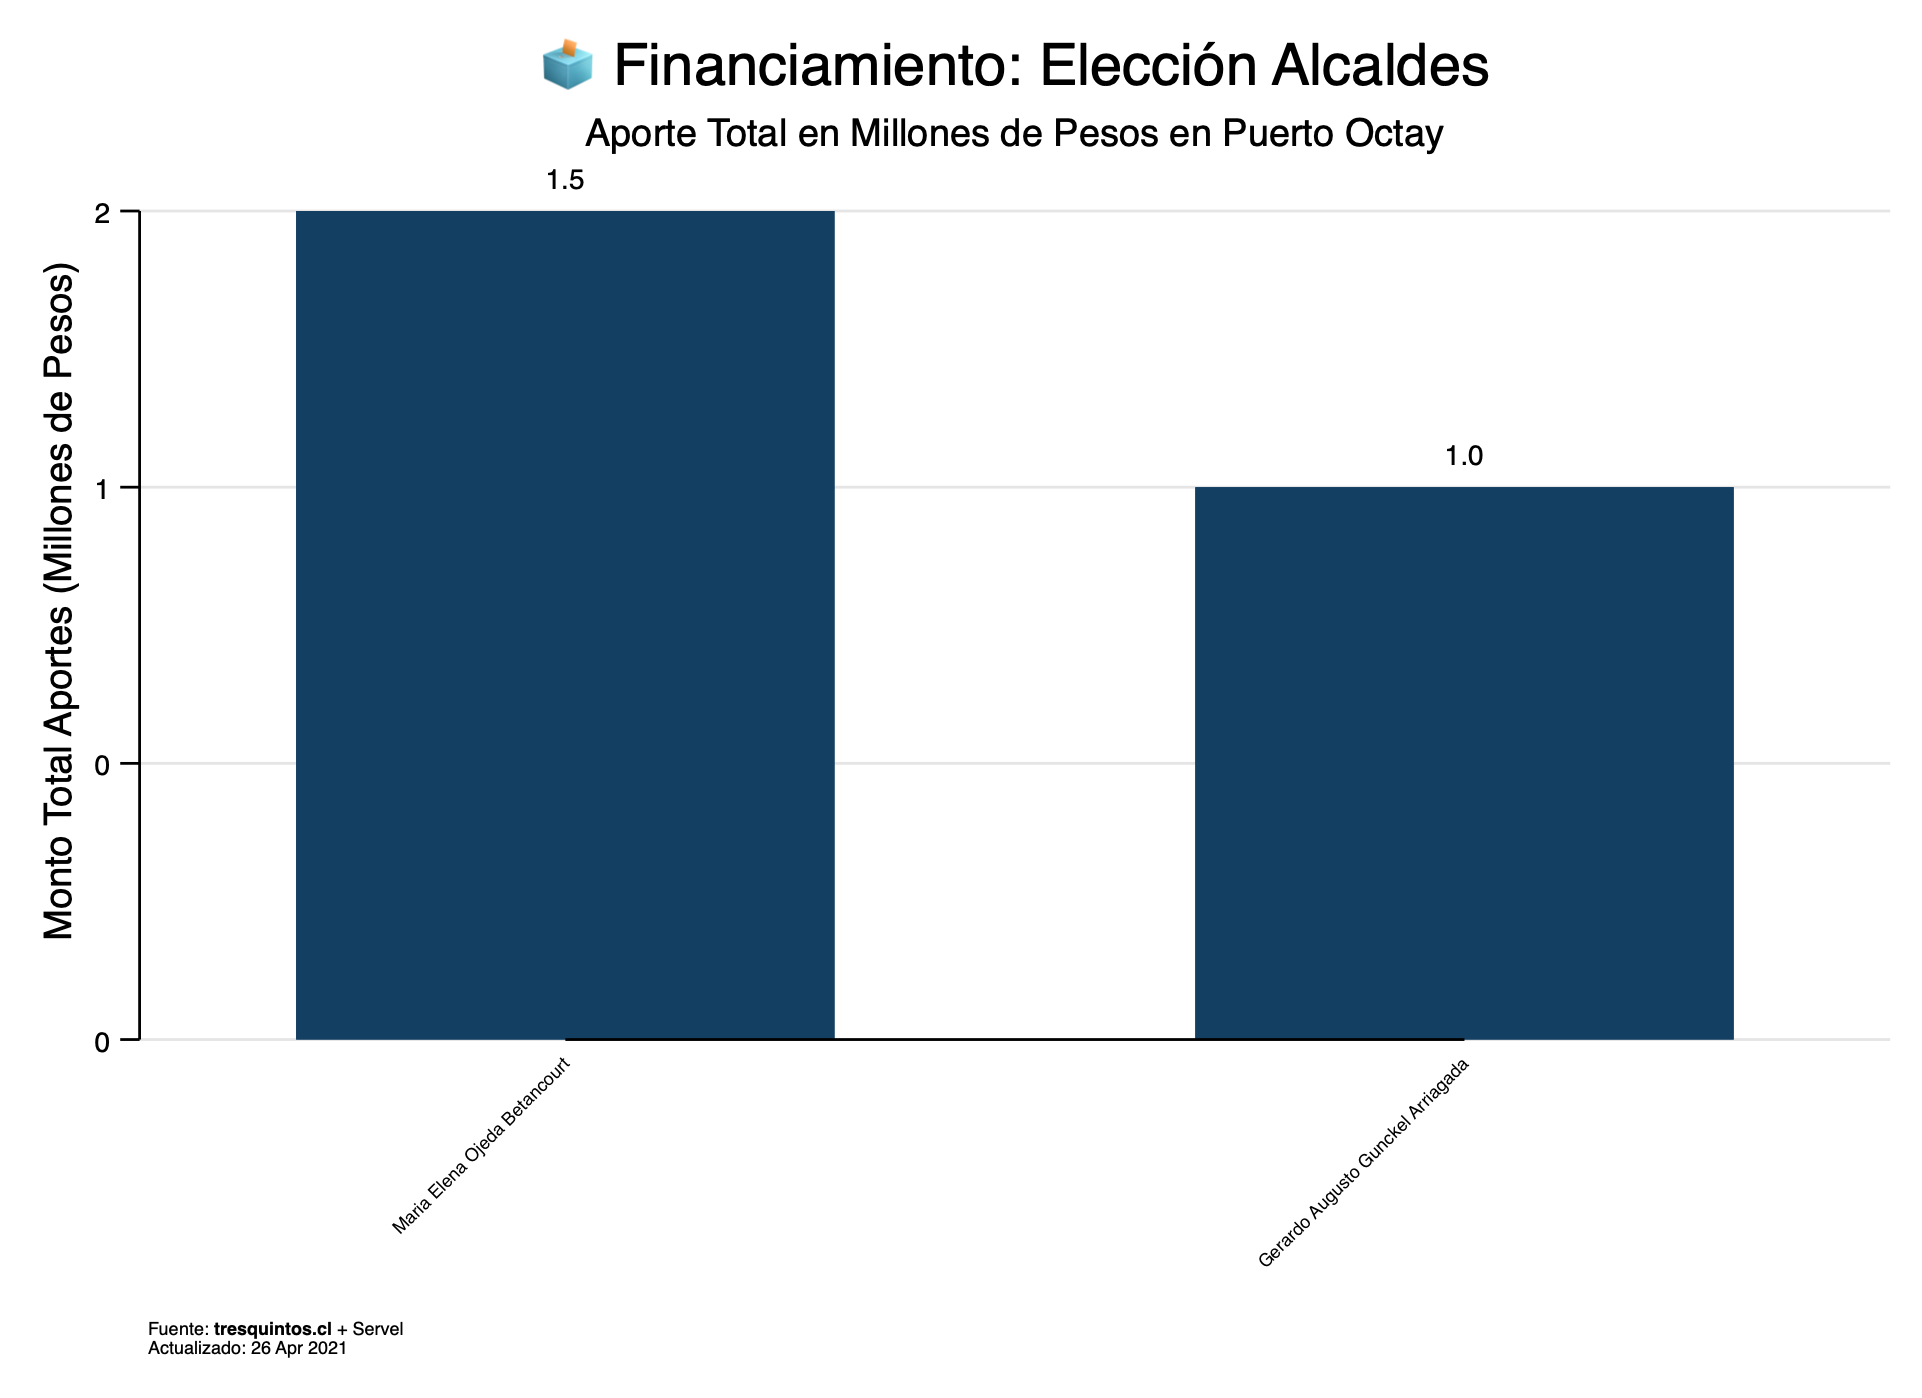 Financiamiento: Elección Alcaldes
Aporte Total en Millones de Pesos en Puerto Octay
Monto Total Aportes (Millones de Pesos)
2
1
0
0
1.5
1.0
Maria Elena Ojeda Betancourt
Gerardo Augusto Gunckel Arriagada
Fuente: tresquintos.cl + Servel
Actualizado: 26 Apr 2021